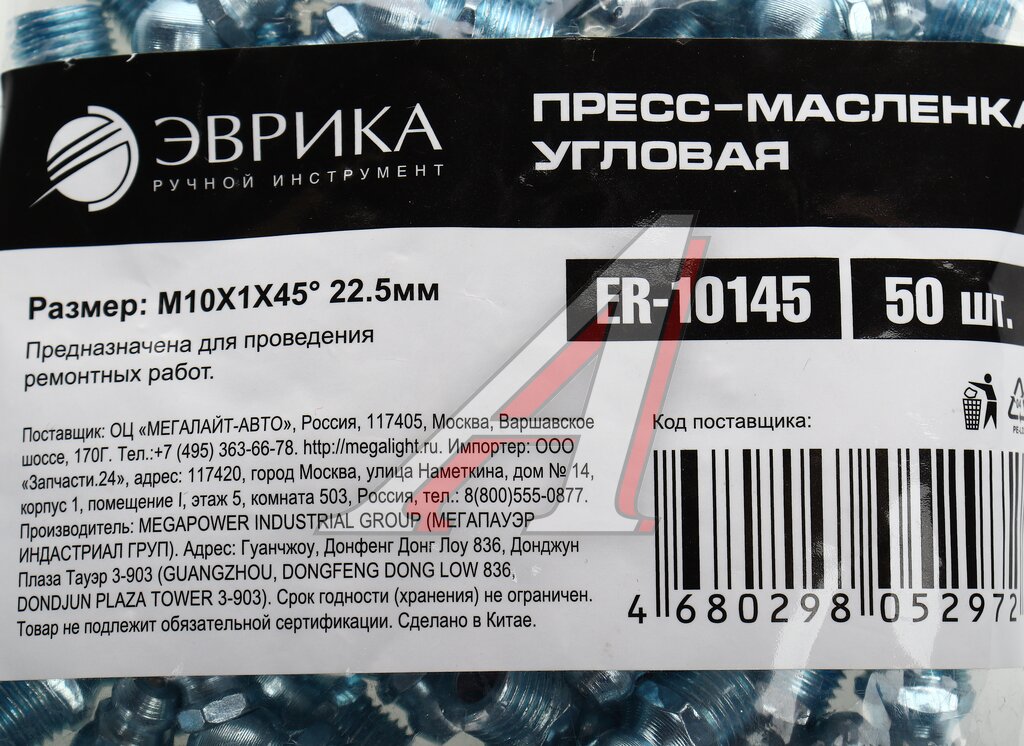 ЭВРИКА
РУЧНОЙ ИНСТРУМЕНТ
ПРЕСС-МАСЛЕНКА
УГЛОВАЯ
Размер: М10Х1Х45° 22.5мм
ER-10145
50 шт.
Предназначена для проведения
ремонтных работ.
Поставщик: ОЦ «МЕГАЛАЙТ-АВТО», Россия, 117405, Москва, Варшавское
шоссе, 170Г. Тел.:+7 (495) 363-66-78. http://megalight.ru. Импортер: ООО
«Запчасти.24», адрес: 117420, город Москва, улица Наметкина, дом № 14,
корпус 1, помещение I, этаж 5, комната 503, Россия, тел.: 8(800)555-0877.
Производитель: MEGAPOWER INDUSTRIAL GROUP (МЕГАПАУЭР
ИНДАСТРИАЛ ГРУП). Адрес: Гуанчжоу, Донфенг Донг Лоу 836, Донджун
Плаза Тауэр 3-903 (GUANGZHOU, DONGFENG DONG LOW 836,
DONDJUN PLAZA TOWER 3-903). Срок годности (хранения) не ограничен.
Товар не подлежит обязательной сертификации. Сделано в Китае.
Код поставщика:
4 680298 052972